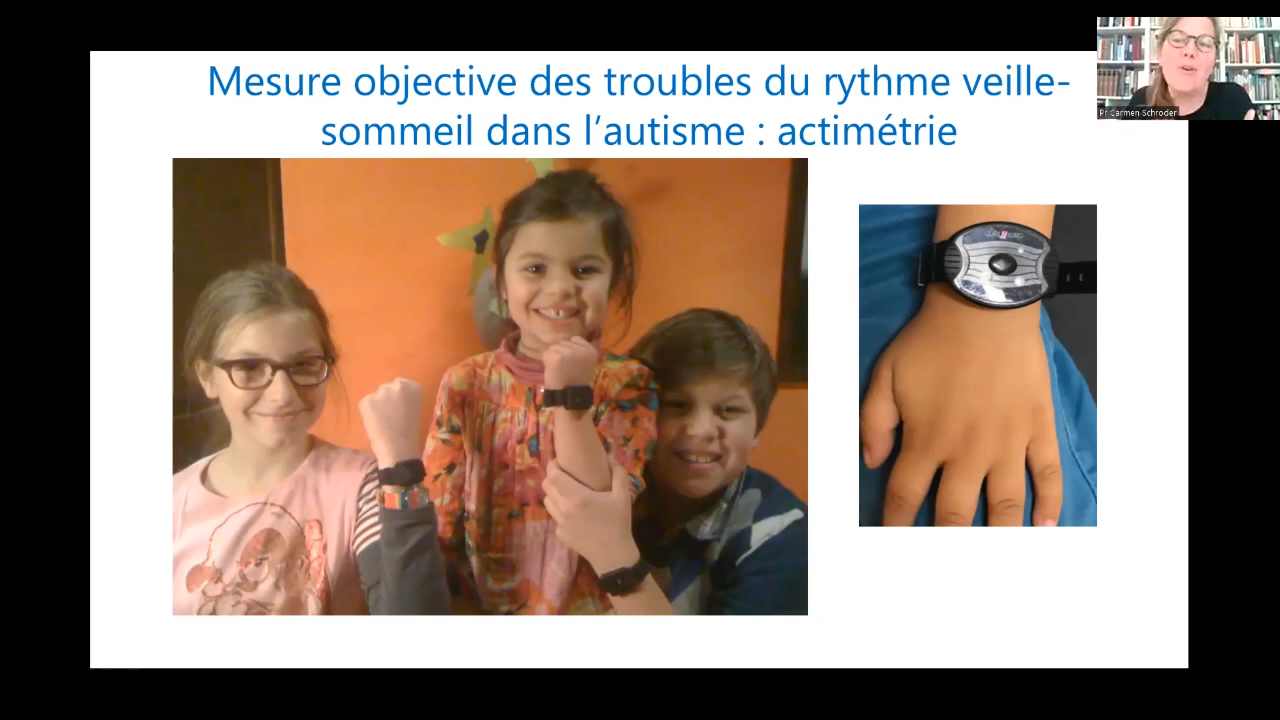 Mesure objective des troubles du rythme veille-
sommeil dans l’autisme : actimétrie
Pr Carmen Schroder